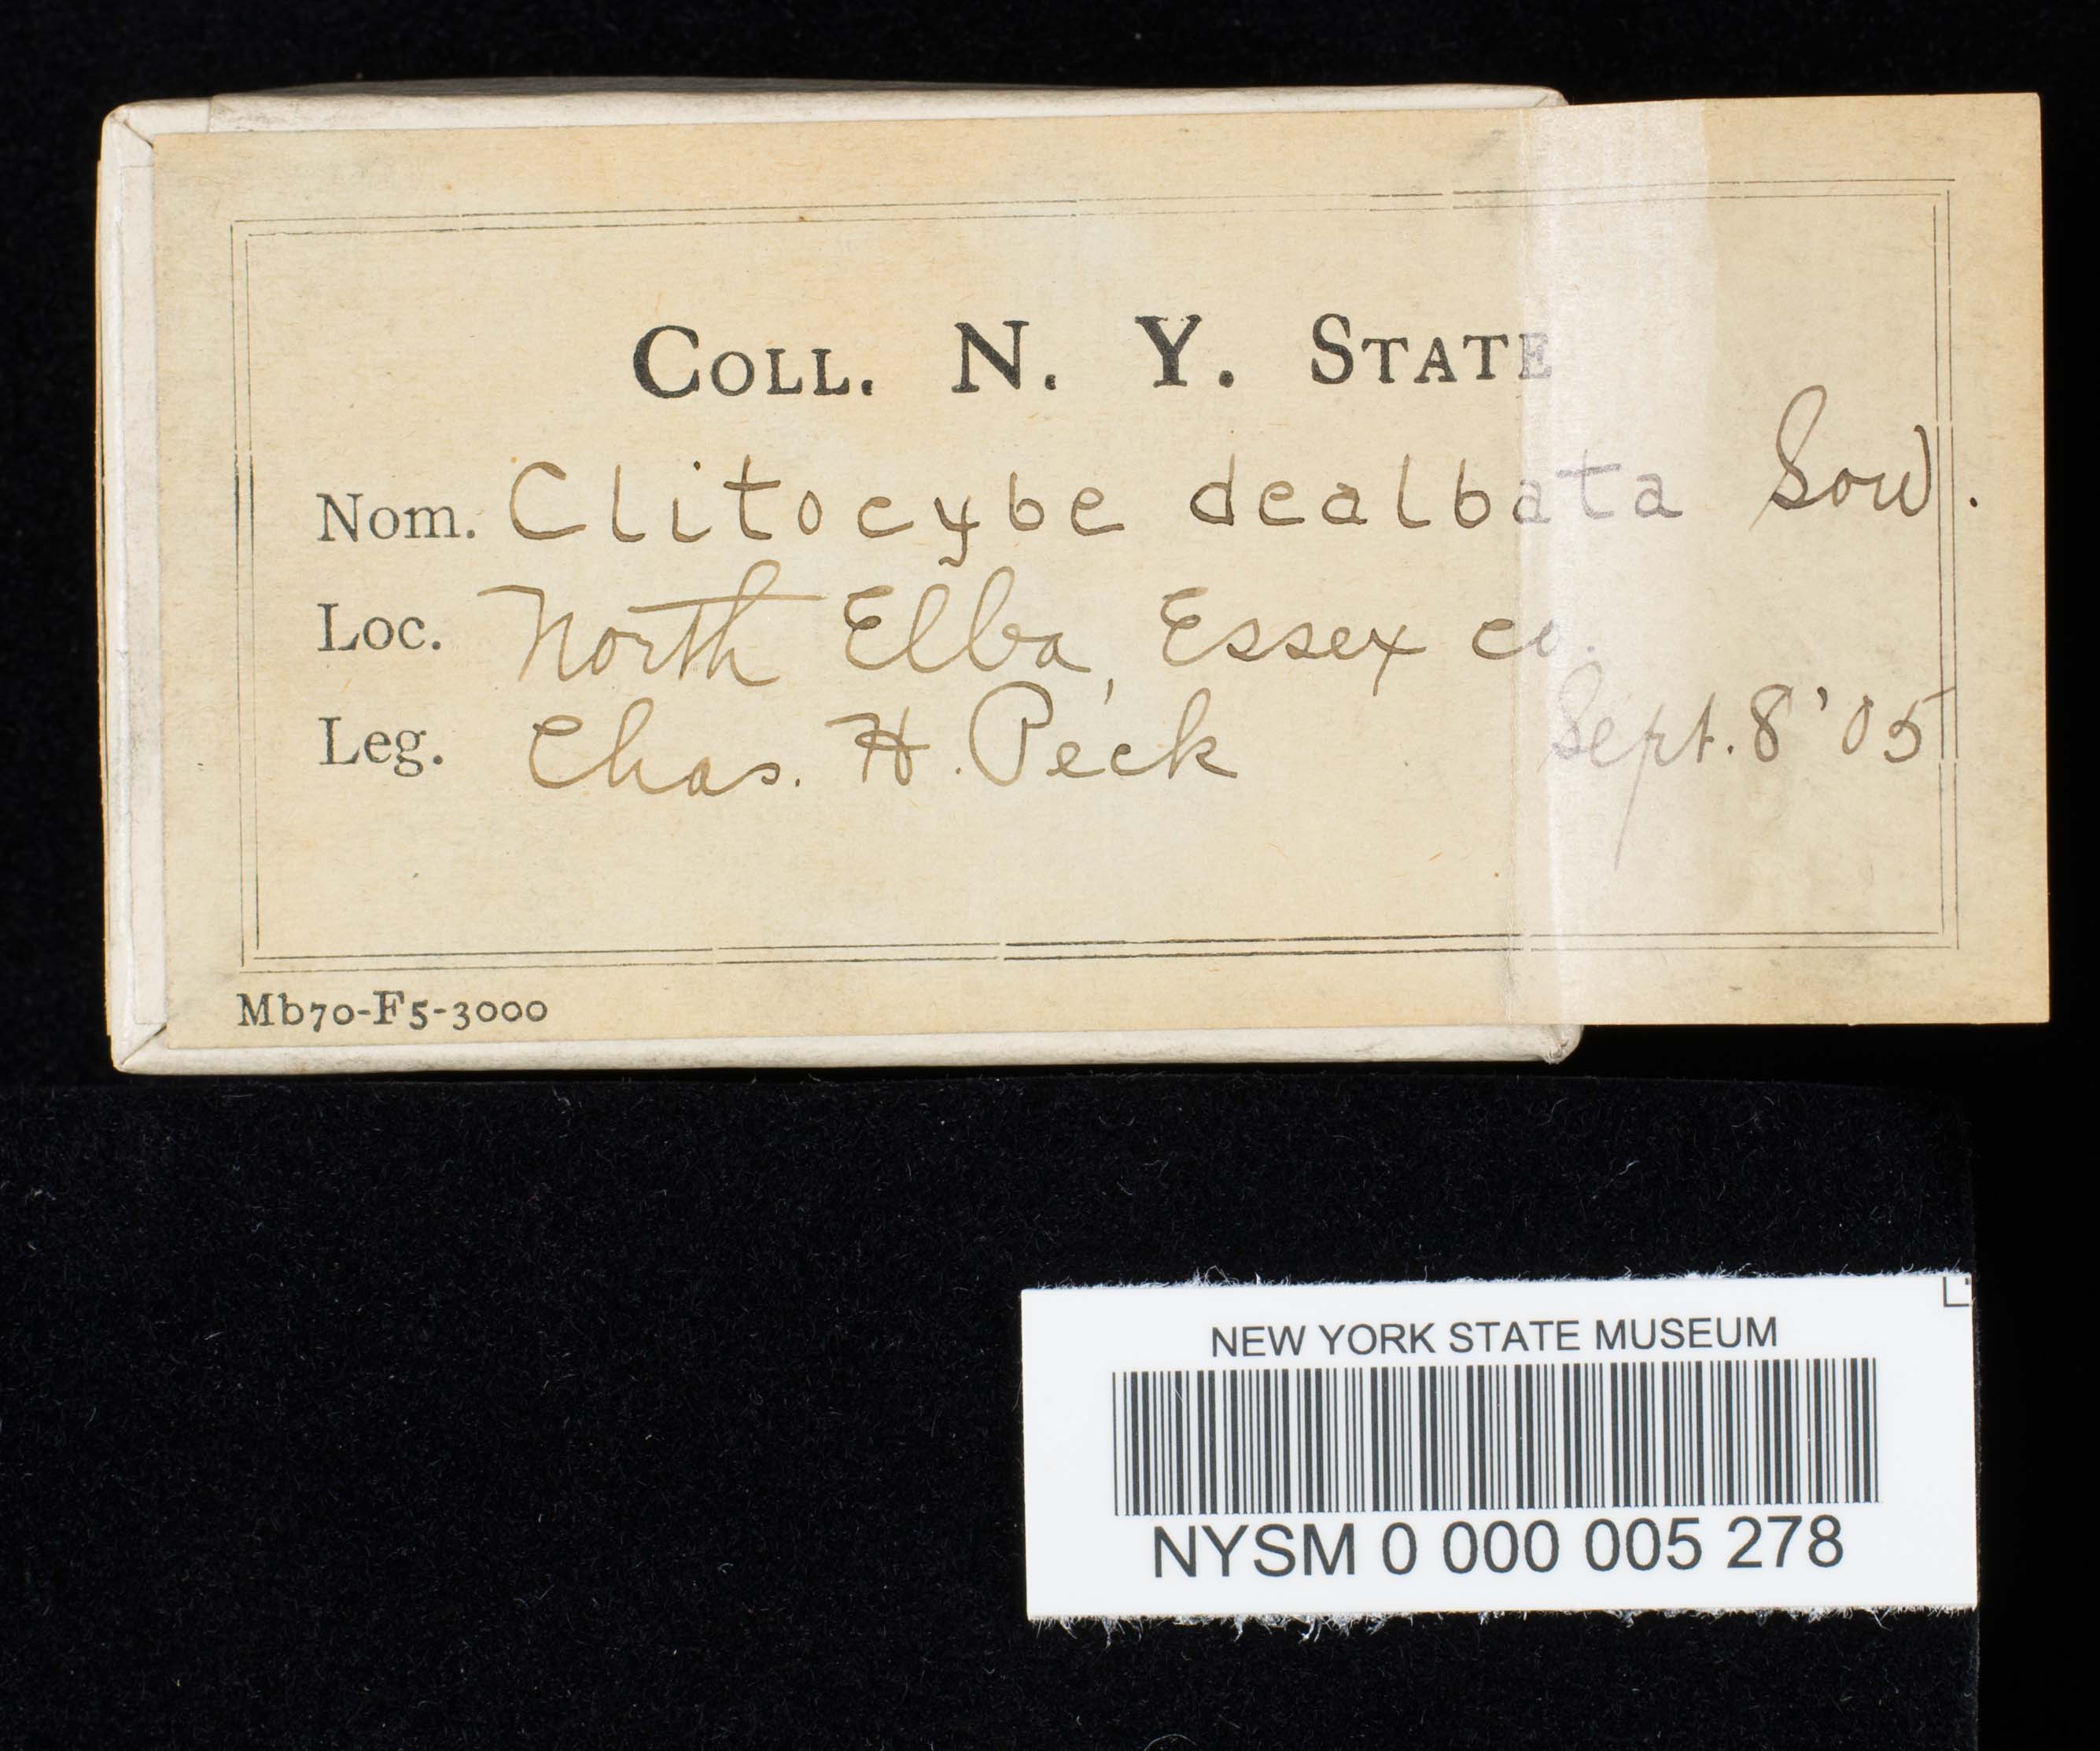 Coll. N. Y. State
Nom. Clitocybe dealbata Sow.
Loc. North Elba, Essex co.
Leg. Chas. H. Peck Sept. 8 '05
Mb70-F5-3000
NEW YORK STATE MUSEUM
NYSM 0 000 005 278